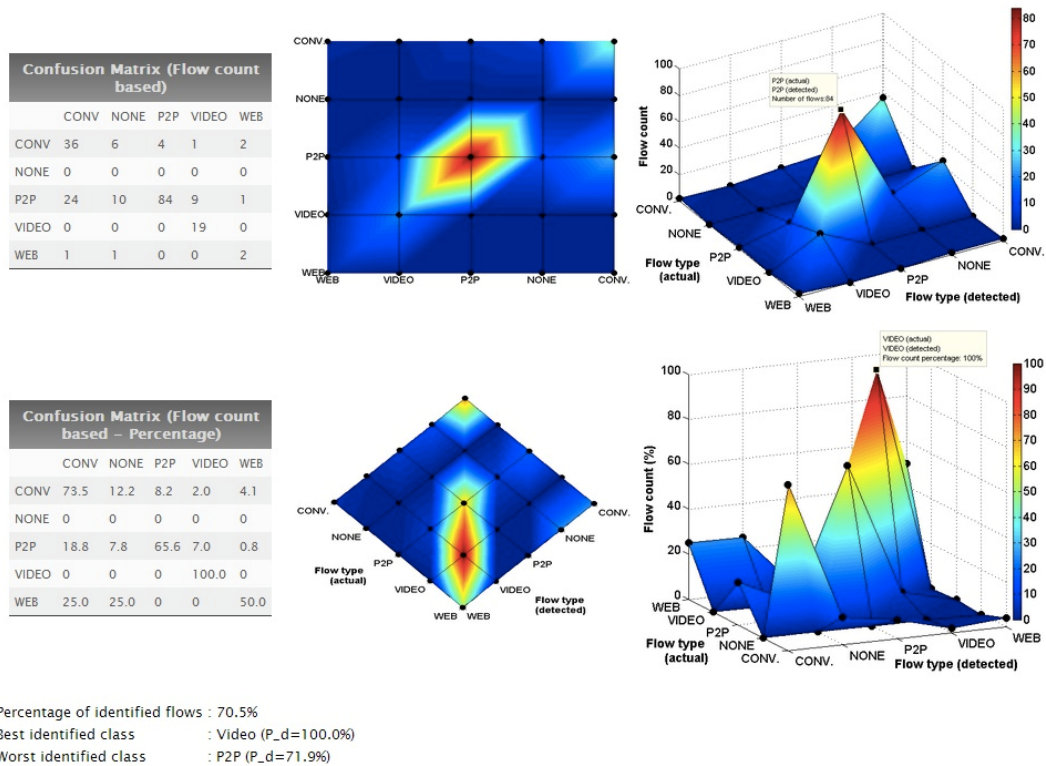 Confusion Matrix (Flow count
based)
CONV NONE P2P VIDEO WEB
CONV 36 6 4 1 2
NONE 0 0 0 0 0
P2P 24 10 84 9 1
VIDEO 0 0 0 19 0
WEB 1 1 0 0 2
CONV.
NONE
P2P
VIDEO
WEB
WEB VIDEO P2P NONE CONV.
P2P (actual)
P2P (detected)
Number of flows:84
Flow count
100
80
60
40
20
0
CONV.
NONE
P2P
VIDEO
WEB
Flow type
(actual)
WEB
VIDEO
P2P
NONE
CONV.
Flow type (detected)
80
70
60
50
40
30
20
10
0
Confusion Matrix (Flow count
based – Percentage)
CONV NONE P2P VIDEO WEB
CONV 73.5 12.2 8.2 2.0 4.1
NONE 0 0 0 0 0
P2P 18.8 7.8 65.6 7.0 0.8
VIDEO 0 0 0 100.0 0
WEB 25.0 25.0 0 0 50.0
CONV.
NONE
P2P
VIDEO
WEB
Flow type
(actual)
WEB
VIDEO
P2P
NONE
CONV.
Flow type
(detected)
VIDEO (actual)
VIDEO (detected)
Flow count percentage: 100%
Flow count (%)
100
80
60
40
20
0
WEB
VIDEO
P2P
NONE
CONV.
Flow type
(actual)
CONV.
NONE
P2P
VIDEO
WEB
Flow type (detected)
100
90
80
70
60
50
40
30
20
10
0
Percentage of identified flows : 70.5%
Best identified class : Video (P_d=100.0%)
Worst identified class : P2P (P_d=71.9%)